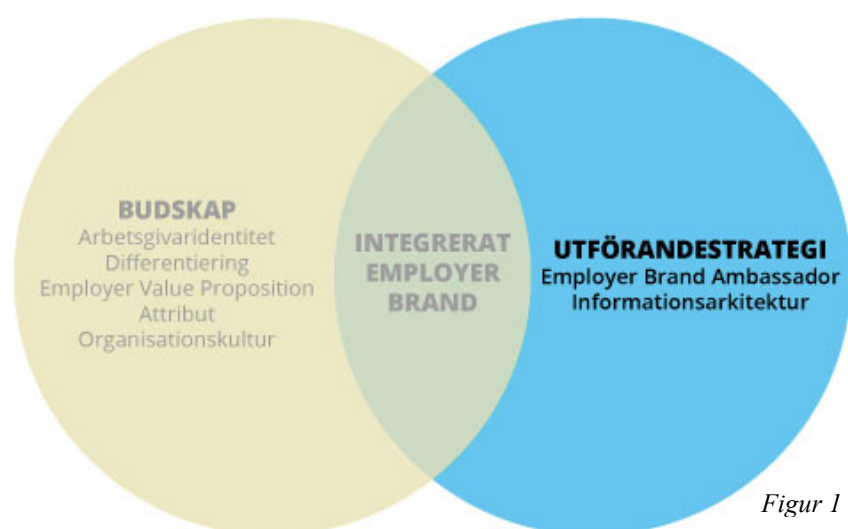 BUDSKAP
Arbetsgivaridentitet
Differentiering
Employer Value Proposition
Attribut
Organisationskultur
INTEGRERAT
EMPLOYER
BRAND
UTFÖRANDESTRATEGI
Employer Brand Ambassador
Informationsarkitektur
Figur 1